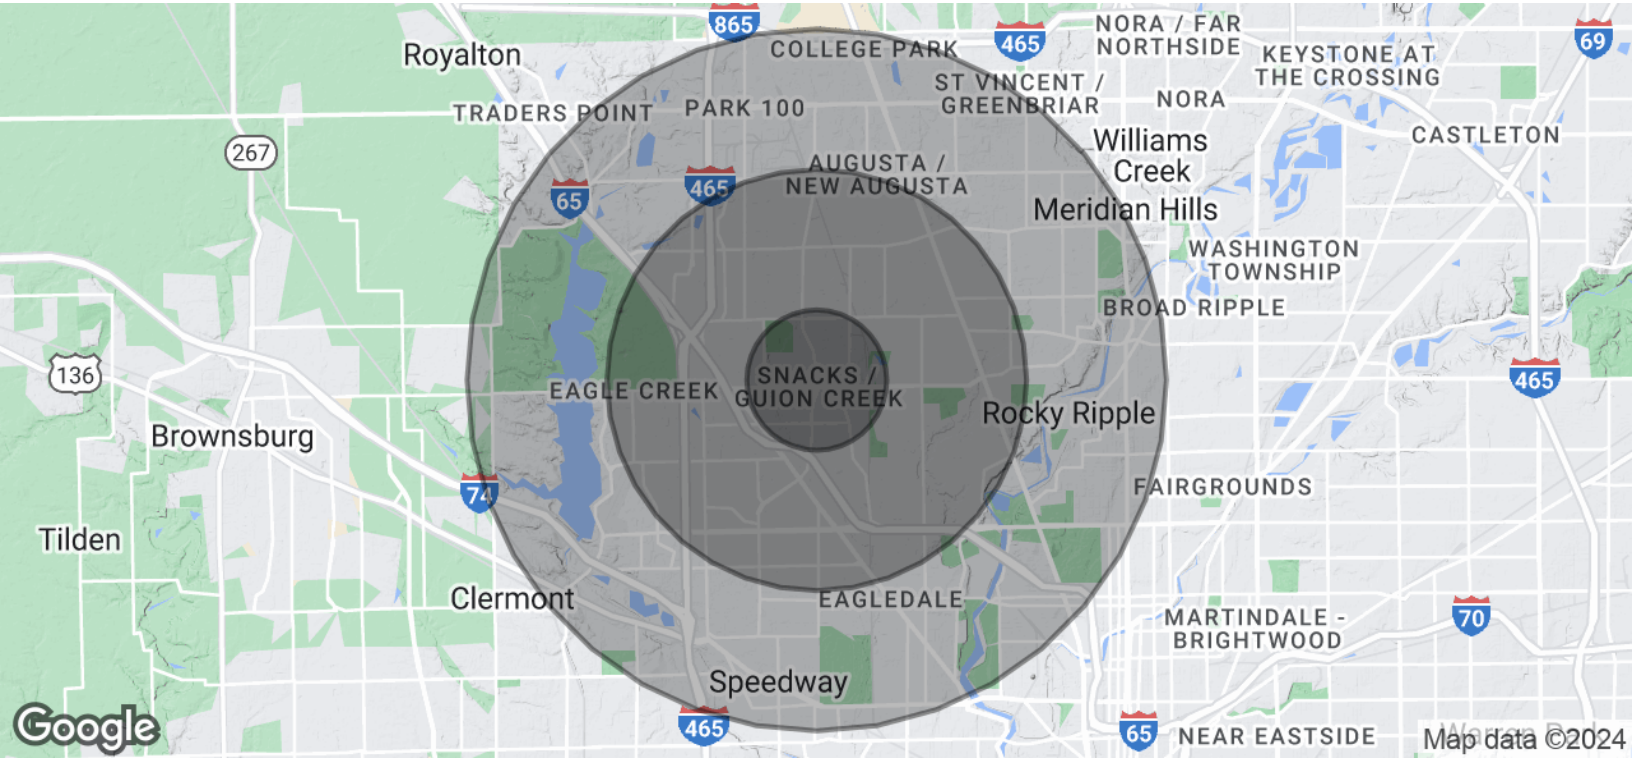 865
465
NORA / FAR
NORTHSIDE
69
Royalton
COLLEGE PARK
KEYSTONE AT
THE CROSSING
ST VINCENT /
GREENBRIAR
NORA
TRADERS POINT
PARK 100
CASTLETON
267
Williams
Creek
AUGUSTA /
NEW AUGUSTA
465
65
Meridian Hills
WASHINGTON
TOWNSHIP
BROAD RIPPLE
136
SNACKS /
GUION CREEK
465
EAGLE CREEK
Rocky Ripple
Brownsburg
74
FAIRGROUNDS
Tilden
Clermont
EAGLEDALE
MARTINDALE -
BRIGHTWOOD
70
Speedway
Google
465
65
NEAR EASTSIDE
Warren Park
Map data ©2024